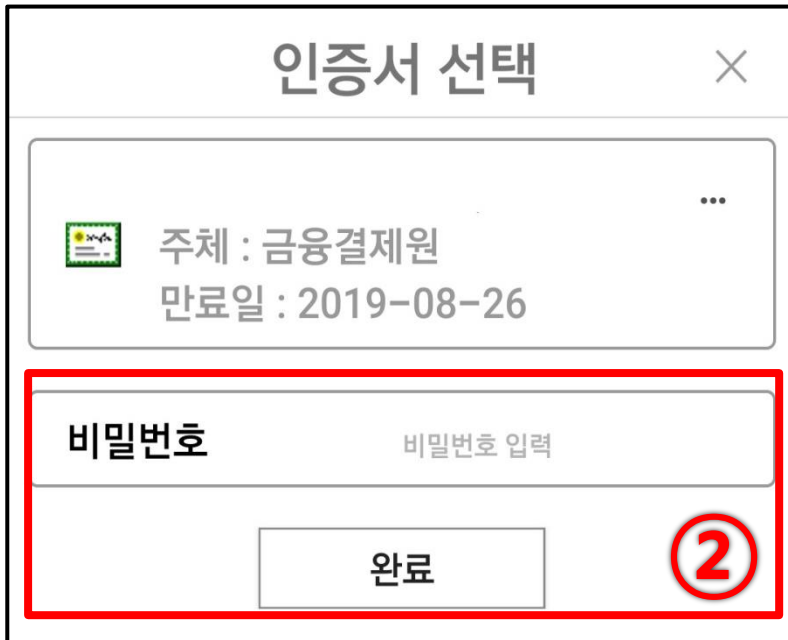 인증서 선택
...
주체 : 금융결제원
만료일 : 2019-08-26
비밀번호 비밀번호 입력
완료
②